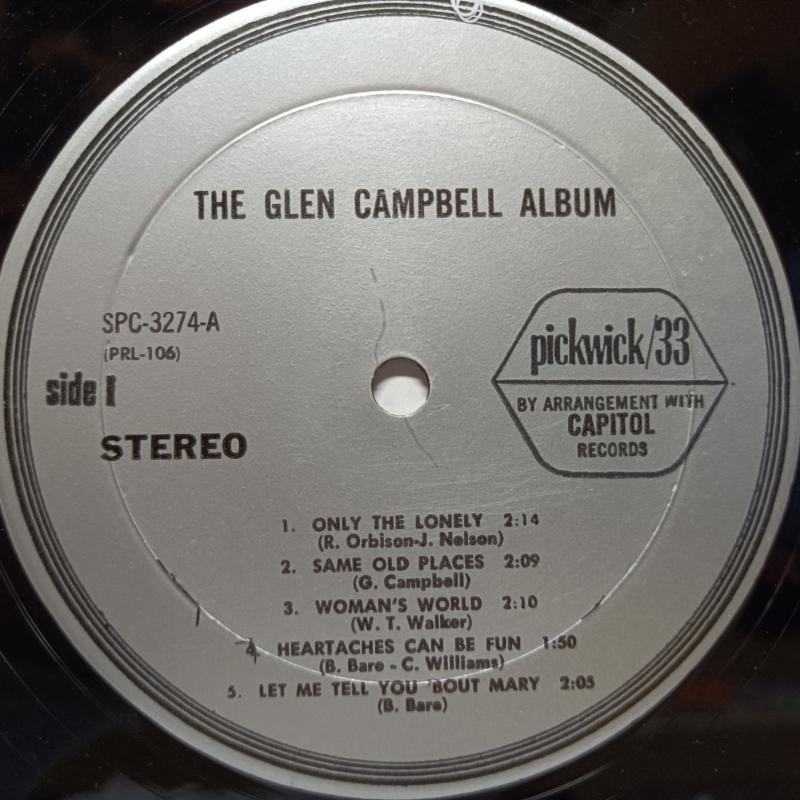 THE GLEN CAMPBELL ALBUM
SPC-3274-A
(PRL-106)
side 1
STEREO
pickwick/33
BY ARRANGEMENT WITH
CAPITOL
RECORDS
1. ONLY THE LONELY 2:14
(R. Orbison-J. Nelson)
2. SAME OLD PLACES 2:09
(G. Campbell)
3. WOMAN'S WORLD 2:10
(W. T. Walker)
4. HEARTACHES CAN BE FUN 1:50
(B. Bare - C. Williams)
5. LET ME TELL YOU 'BOUT MARY 2:05
(B. Bare)